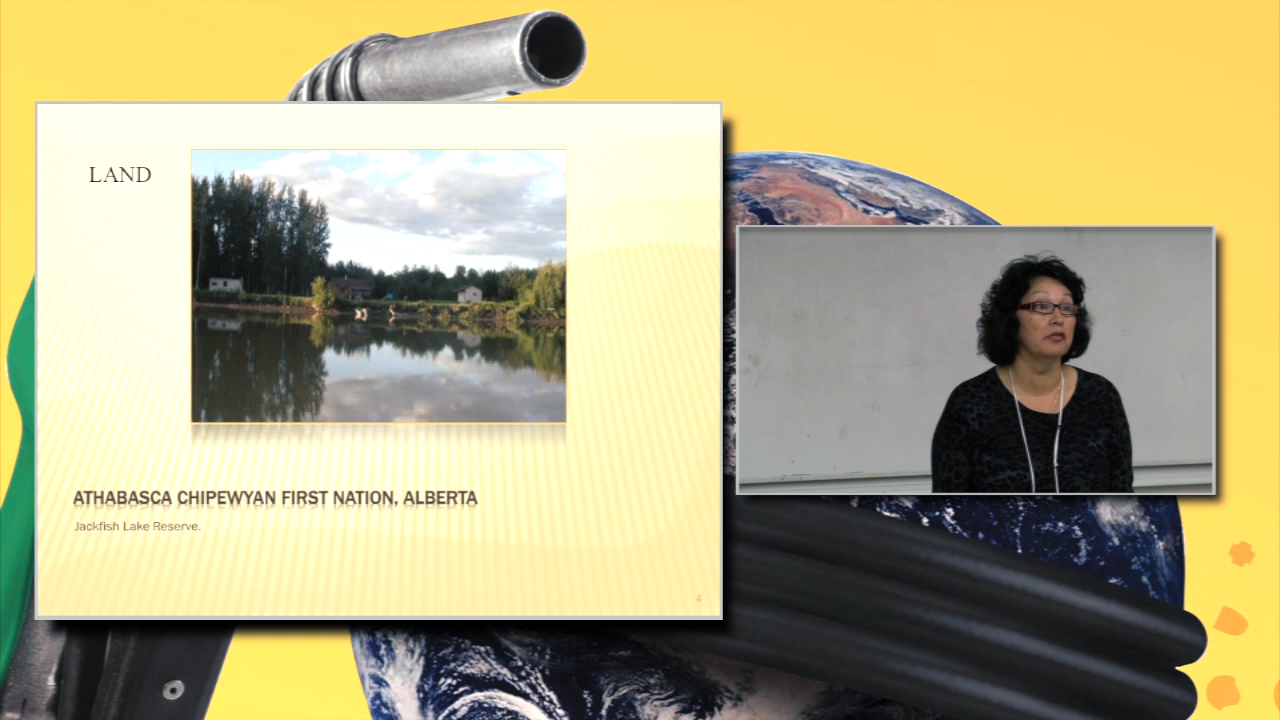 LAND
ATHABASCA CHIPEWYAN FIRST NATION, ALBERTA
Jackfish Lake Reserve.
4